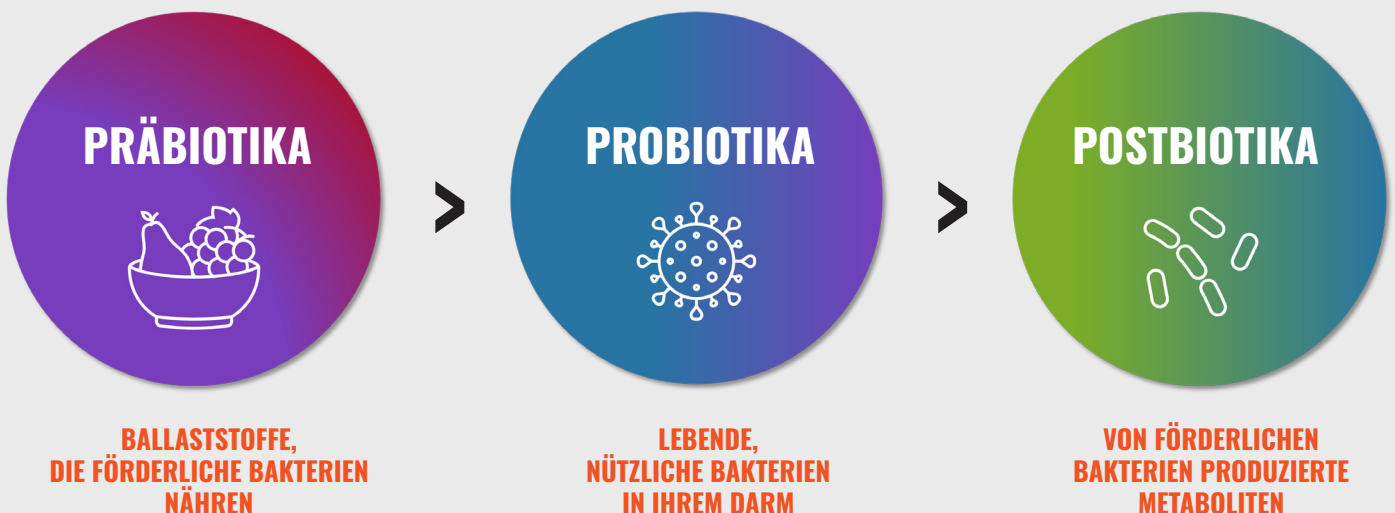 PRÄBIOTIKA
>
PROBIOTIKA
>
POSTBIOTIKA
BALLASTSTOFFE,
DIE FÖRDERLICHE BAKTERIEN
NÄHREN
LEBENDE,
NÜTZLICHE BAKTERIEN
IN IHREM DARM
VON FÖRDERLICHEN
BAKTERIEN PRODUZIERTE
METABOLITEN